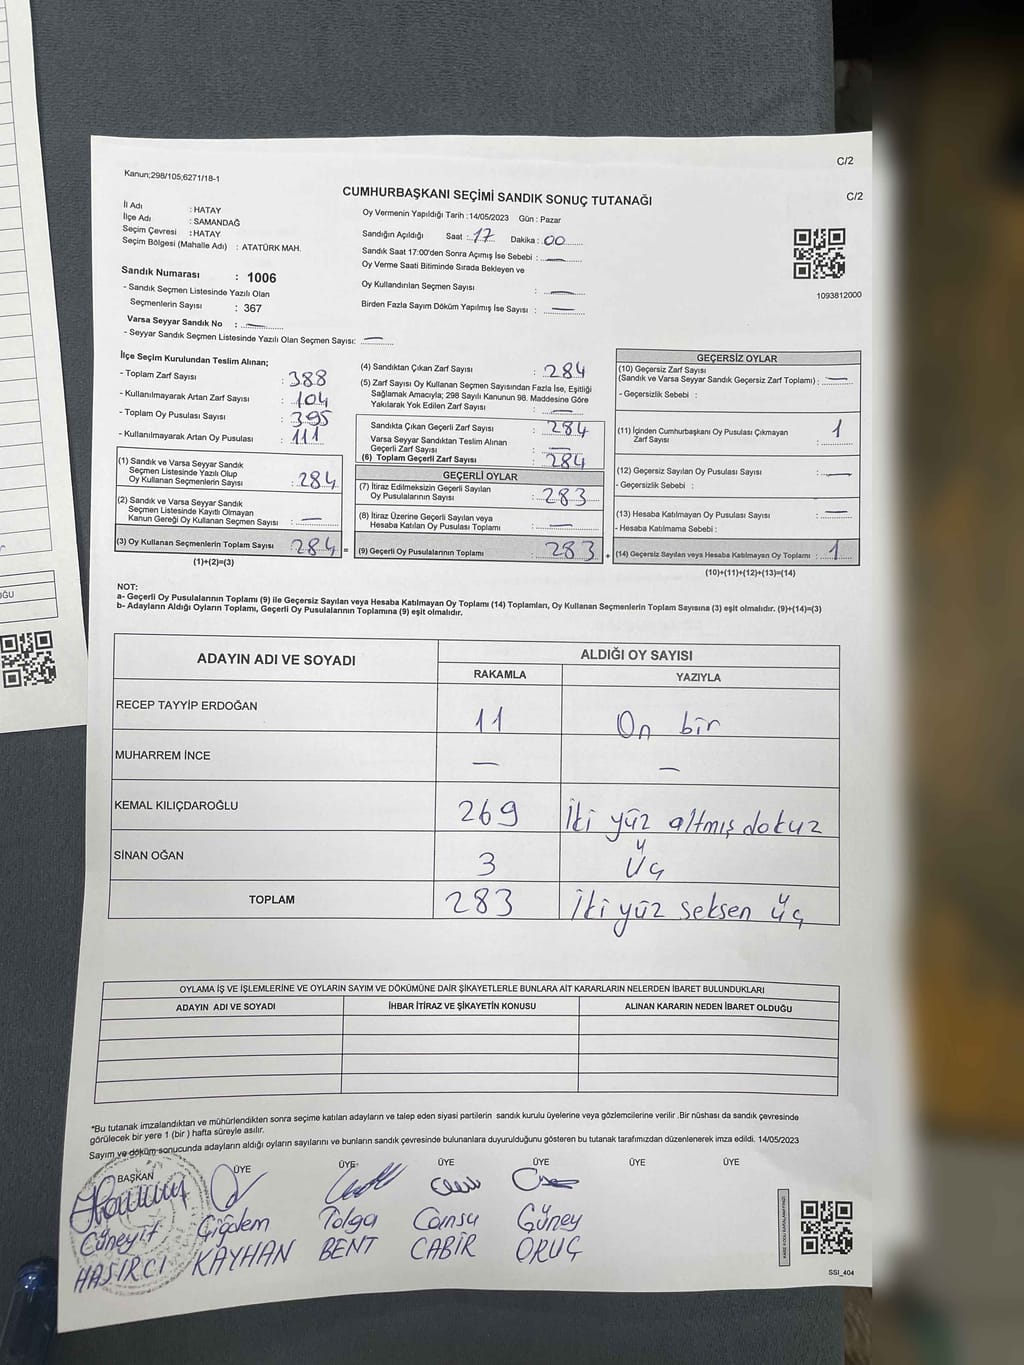 C/2
Kanun;298/105;6271/18-1
C/2
CUMHURBAŞKANI SEÇİMİ SANDIK SONUÇ TUTANAĞI
İl Adı : HATAY
İlçe Adı : SAMANDAĞ
Seçim Çevresi : HATAY
Seçim Bölgesi (Mahalle Adı) : ATATÜRK MAH.
Oy Vermenin Yapıldığı Tarih :14/05/2023 Gün : Pazar
Sandığın Açıldığı Saat : 17 Dakika : 00
Sandık Saat 17:00'den Sonra Açımış İse Sebebi : —
Oy Verme Saati Bitiminde Sırada Bekleyen ve
Oy Kullandırılan Seçmen Sayısı : —
Birden Fazla Sayım Döküm Yapılmış İse Sayısı : —
1093812000
Sandık Numarası : 1006
- Sandık Seçmen Listesinde Yazılı Olan
Seçmenlerin Sayısı : 367
Varsa Seyyar Sandık No : —
- Seyyar Sandık Seçmen Listesinde Yazılı Olan Seçmen Sayısı: —
İlçe Seçim Kurulundan Teslim Alınan;
- Toplam Zarf Sayısı : 388
- Kullanılmayarak Artan Zarf Sayısı : 104
- Toplam Oy Pusulası Sayısı : 395
- Kullanılmayarak Artan Oy Pusulası : 111
(1) Sandık ve Varsa Seyyar Sandık
Seçmen Listesinde Yazılı Olup
Oy Kullanan Seçmenlerin Sayısı : 284
(2) Sandık ve Varsa Seyyar Sandık
Seçmen Listesinde Kayıtlı Olmayan
Kanun Gereği Oy Kullanan Seçmen Sayısı : —
(3) Oy Kullanan Seçmenlerin Toplam Sayısı : 284 =
(1)+(2)=(3)
(4) Sandıktan Çıkan Zarf Sayısı : 284
(5) Zarf Sayısı Oy Kullanan Seçmen Sayısından Fazla İse, Eşitliği
Sağlamak Amacıyla; 298 Sayılı Kanunun 98. Maddesine Göre
Yakılarak Yok Edilen Zarf Sayısı : —
Sandıkta Çıkan Geçerli Zarf Sayısı : 284
Varsa Seyyar Sandıktan Teslim Alınan
Geçerli Zarf Sayısı : —
(6) Toplam Geçerli Zarf Sayısı : 284
GEÇERLİ OYLAR
(7) İtiraz Edilmeksizin Geçerli Sayılan
Oy Pusulalarının Sayısı : 283
(8) İtiraz Üzerine Geçerli Sayılan veya
Hesaba Katılan Oy Pusulası Toplamı : —
(9) Geçerli Oy Pusulalarının Toplamı : 283 +
GEÇERSİZ OYLAR
(10) Geçersiz Zarf Sayısı
(Sandık ve Varsa Seyyar Sandık Geçersiz Zarf Toplamı) : —
- Geçersizlik Sebebi :
(11) İçinden Cumhurbaşkanı Oy Pusulası Çıkmayan
Zarf Sayısı : 1
(12) Geçersiz Sayılan Oy Pusulası Sayısı : —
- Geçersizlik Sebebi :
(13) Hesaba Katılmayan Oy Pusulası Sayısı : —
- Hesaba Katılmama Sebebi :
(14) Geçersiz Sayılan veya Hesaba Katılmayan Oy Toplamı : 1
(10)+(11)+(12)+(13)=(14)
NOT:
a- Geçerli Oy Pusulalarının Toplamı (9) ile Geçersiz Sayılan veya Hesaba Katılmayan Oy Toplamı (14) Toplamları, Oy Kullanan Seçmenlerin Toplam Sayısına (3) eşit olmalıdır. (9)+(14)=(3)
b- Adayların Aldığı Oyların Toplamı, Geçerli Oy Pusulalarının Toplamına (9) eşit olmalıdır.
ADAYIN ADI VE SOYADI ALDIĞI OY SAYISI
RAKAMLA YAZIYLA
RECEP TAYYİP ERDOĞAN 11 On bir
MUHARREM İNCE — —
KEMAL KILIÇDAROĞLU 269 İki yüz altmış dokuz
SİNAN OĞAN 3 Üç
TOPLAM 283 İki yüz seksen üç
OYLAMA İŞ VE İŞLEMLERİNE VE OYLARIN SAYIM VE DÖKÜMÜNE DAİR ŞİKAYETLERLE BUNLARA AİT KARARLARIN NELERDEN İBARET BULUNDUKLARI
ADAYIN ADI VE SOYADI İHBAR İTİRAZ VE ŞİKAYETİN KONUSU ALINAN KARARIN NEDEN İBARET OLDUĞU
*Bu tutanak imzalandıktan ve mühürlendikten sonra seçime katılan adayların ve talep eden siyasi partilerin sandık kurulu üyelerine veya gözlemcilerine verilir .Bir nüshası da sandık çevresinde
görülecek bir yere 1 (bir ) hafta süreyle asılır.
Sayım ve döküm sonucunda adayların aldığı oyların sayılarını ve bunların sandık çevresinde bulunanlara duyurulduğunu gösteren bu tutanak tarafımızdan düzenlenerek imza edildi. 14/05/2023
BAŞKAN ÜYE ÜYE ÜYE ÜYE ÜYE ÜYE
Cüneyit Çiğdem Tolga Cansu Güney
HASIRCI KAYHAN BENT CABİR ORUÇ
SSI_404